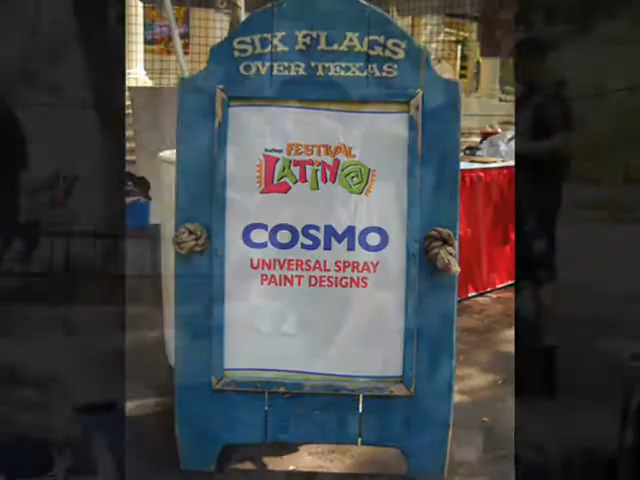 SIX FLAGS
OVER TEXAS
FESTIVAL
LATINO
COSMO
UNIVERSAL SPRAY
PAINT DESIGNS